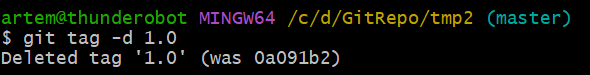 artem@thunderobot MINGW64 /c/d/GitRepo/tmp2 (master)
$ git tag -d 1.0
Deleted tag '1.0' (was 0a091b2)